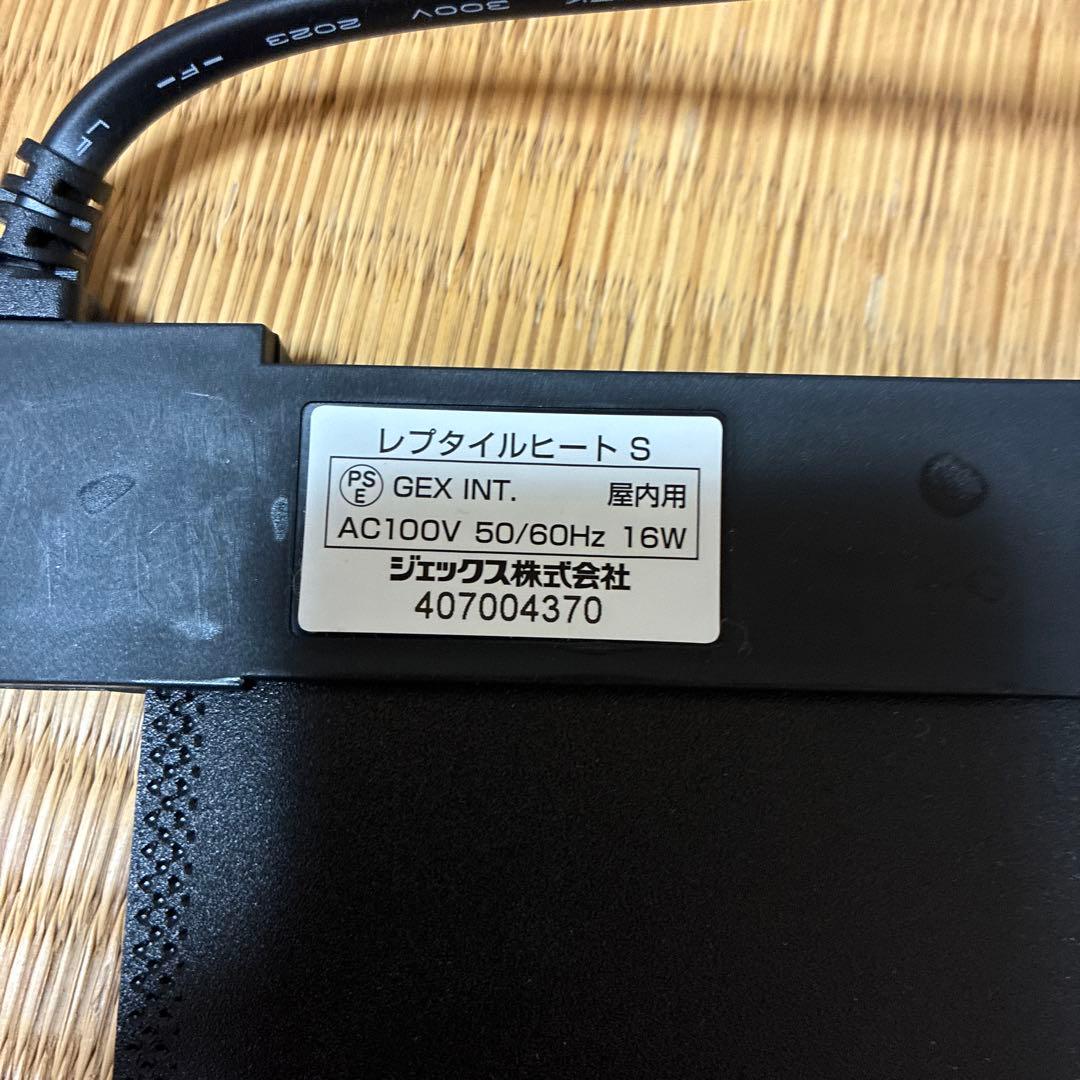 300V 2023 -F-
レプタイルヒート S
PS E GEX INT. 屋内用
AC100V 50/60Hz 16W
ジェックス株式会社
407004370